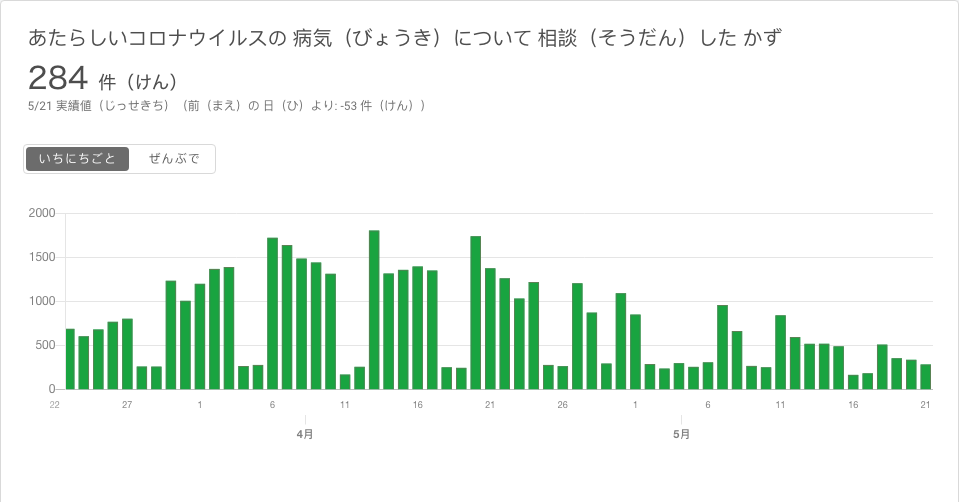 あたらしいコロナウイルスの 病気（びょうき）について 相談（そうだん）した かず
284 件（けん）
5/21 実績値（じっせきち）（前（まえ）の 日（ひ）より: -53 件（けん））
いちにちごと ぜんぶで
2000
1500
1000
500
0
22 27 1 6 11 16 21 26 1 6 11 16 21
4月 5月